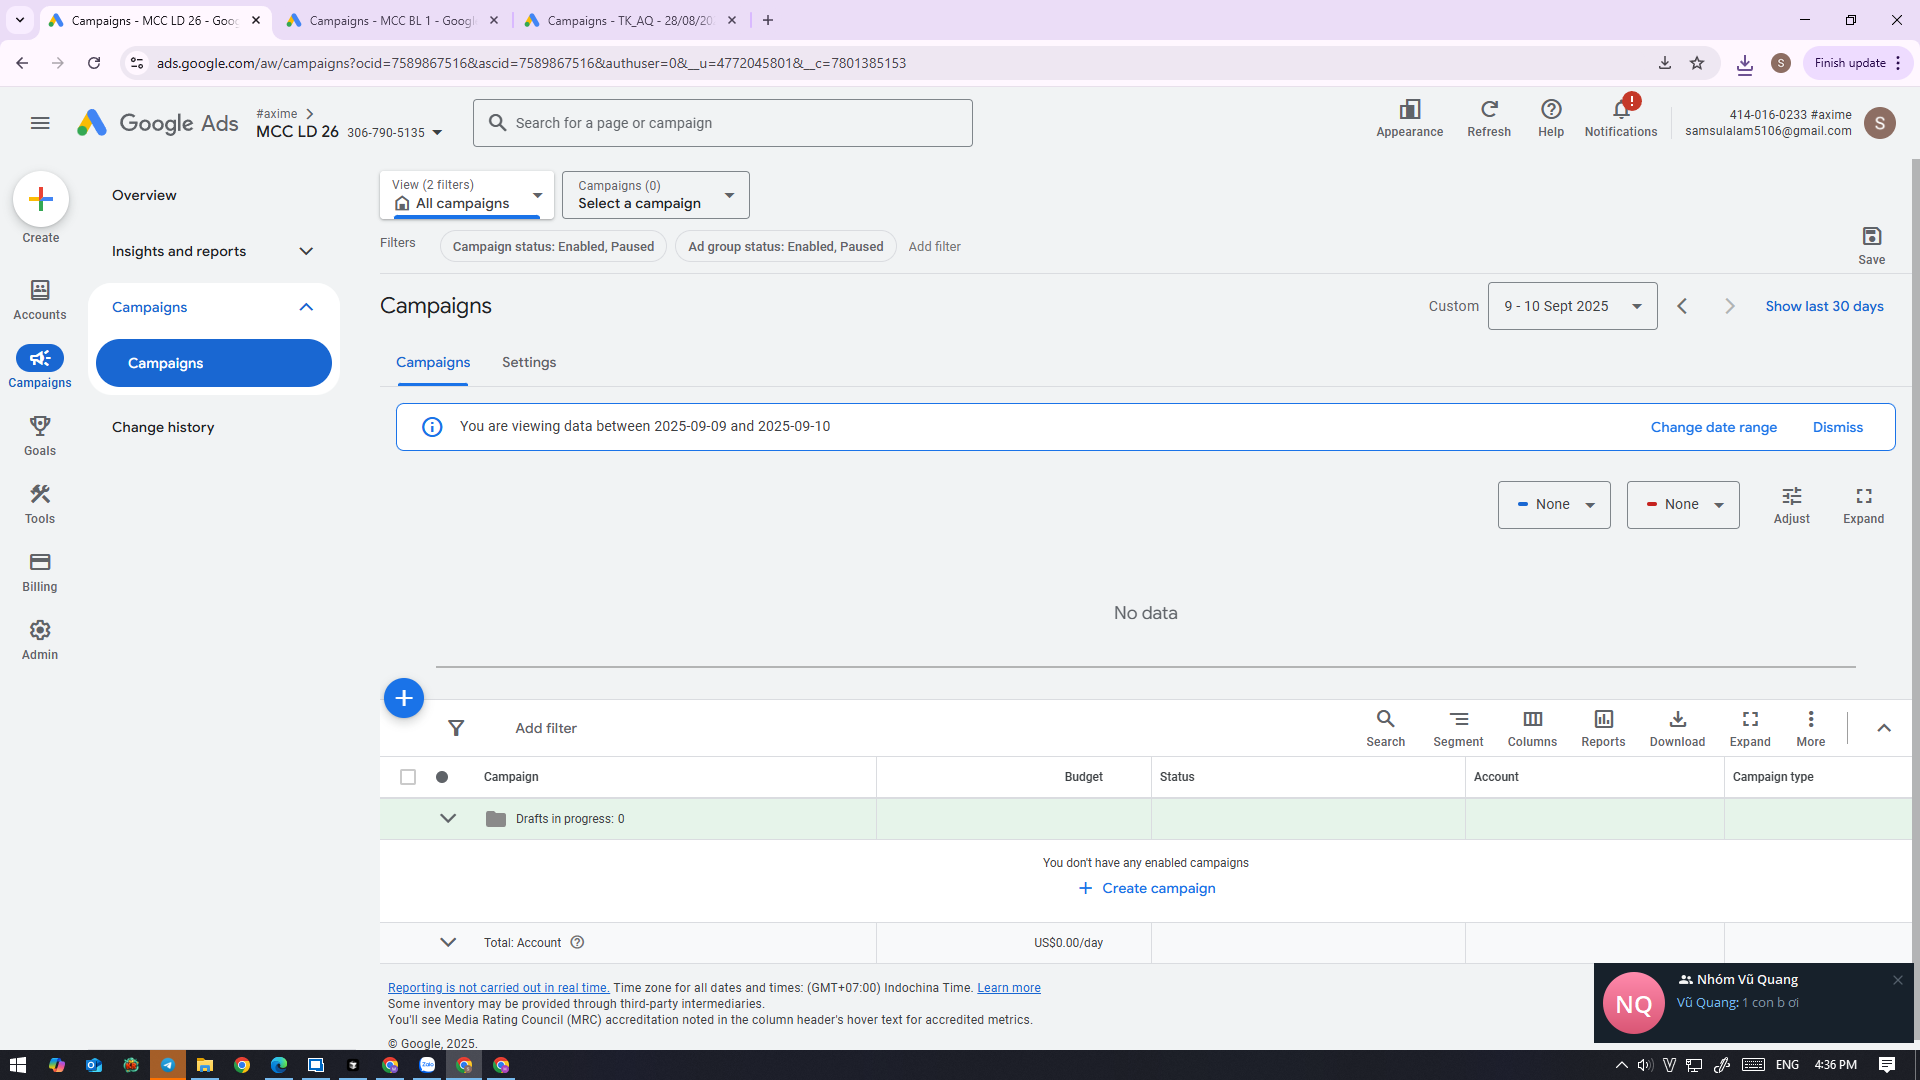 Campaigns - MCC LD 26 - Goog
Campaigns - MCC BL 1 - Googl
Campaigns - TK_AQ - 28/08/20
ads.google.com/aw/campaigns?ocid=7589867516&ascid=7589867516&authuser=0&__u=4772045801&__c=7801385153
S
Finish update
Google Ads
#axime
MCC LD 26 306-790-5135
Search for a page or campaign
Appearance
Refresh
Help
!
Notifications
414-016-0233 #axime
samsulalam5106@gmail.com
S
Create
Accounts
Campaigns
Goals
Tools
Billing
Admin
Overview
Insights and reports
Campaigns
Campaigns
Change history
View (2 filters)
All campaigns
Campaigns (0)
Select a campaign
Filters
Campaign status: Enabled, Paused
Ad group status: Enabled, Paused
Add filter
Save
Campaigns
Custom
9 - 10 Sept 2025
Show last 30 days
Campaigns
Settings
You are viewing data between 2025-09-09 and 2025-09-10
Change date range
Dismiss
None
None
Adjust
Expand
No data
Add filter
Search
Segment
Columns
Reports
Download
Expand
More
Campaign
Budget
Status
Account
Campaign type
Drafts in progress: 0
You don't have any enabled campaigns
Create campaign
Total: Account
US$0.00/day
Reporting is not carried out in real time. Time zone for all dates and times: (GMT+07:00) Indochina Time. Learn more
Some inventory may be provided through third-party intermediaries.
You'll see Media Rating Council (MRC) accreditation noted in the column header's hover text for accredited metrics.
© Google, 2025.
NQ
Nhóm Vũ Quang
Vũ Quang: 1 con b ơi
Zalo
ENG
4:36 PM